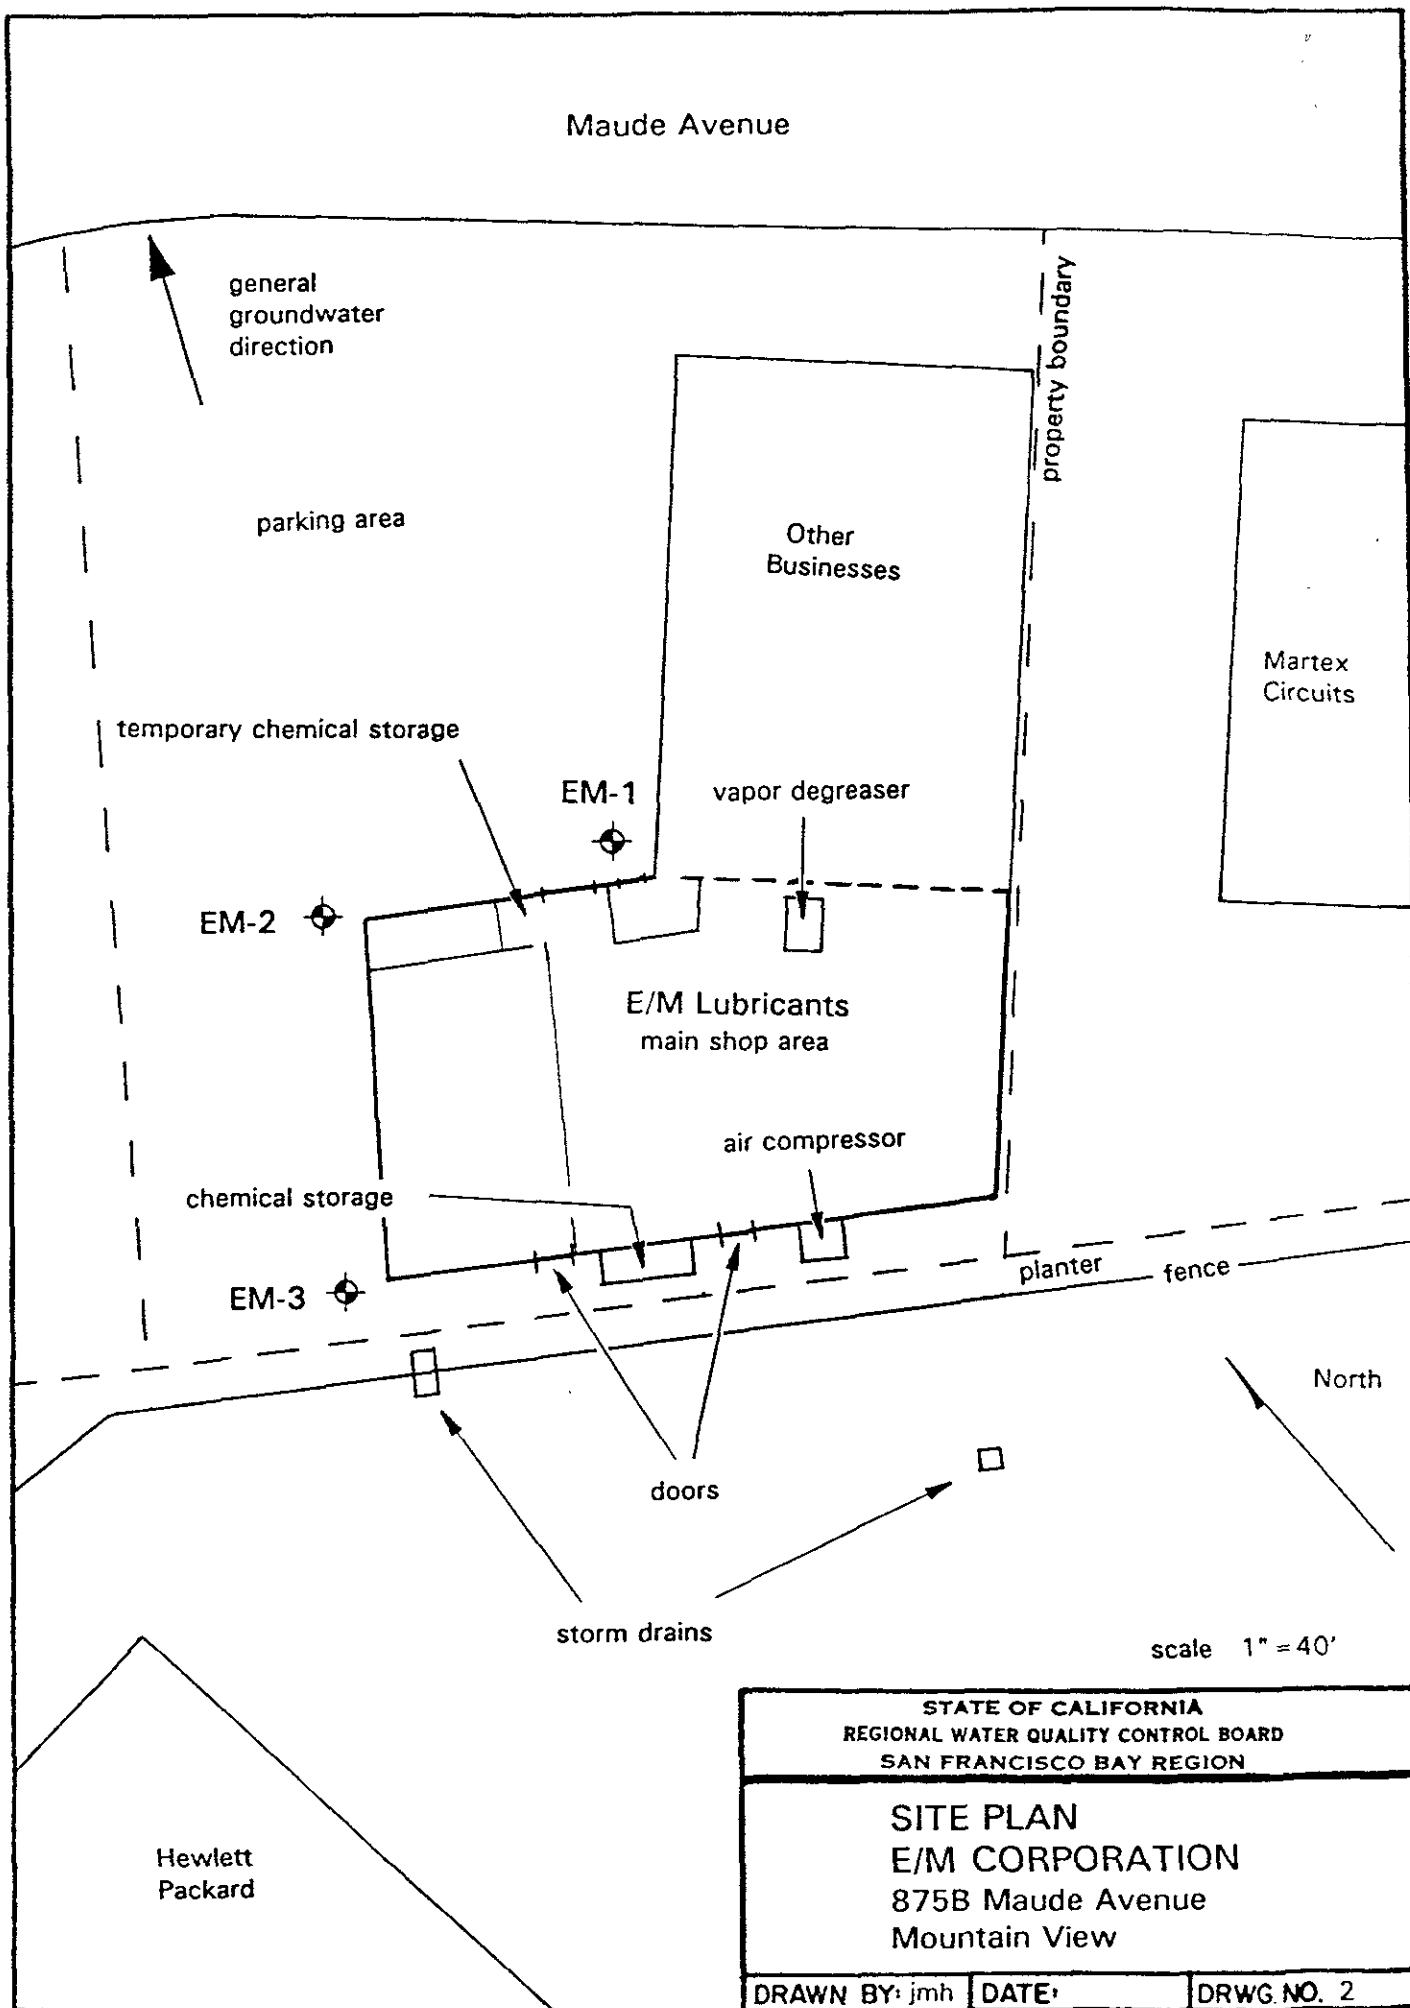 Maude Avenue
general
groundwater
direction
property boundary
parking area
Other
Businesses
Martex
Circuits
temporary chemical storage
EM-1
vapor degreaser
EM-2
E/M Lubricants
main shop area
air compressor
chemical storage
EM-3
planter
fence
North
doors
storm drains
scale 1" = 40'
STATE OF CALIFORNIA
REGIONAL WATER QUALITY CONTROL BOARD
SAN FRANCISCO BAY REGION
SITE PLAN
E/M CORPORATION
875B Maude Avenue
Mountain View
Hewlett
Packard
DRAWN BY: jmh DATE: DRWG. NO. 2